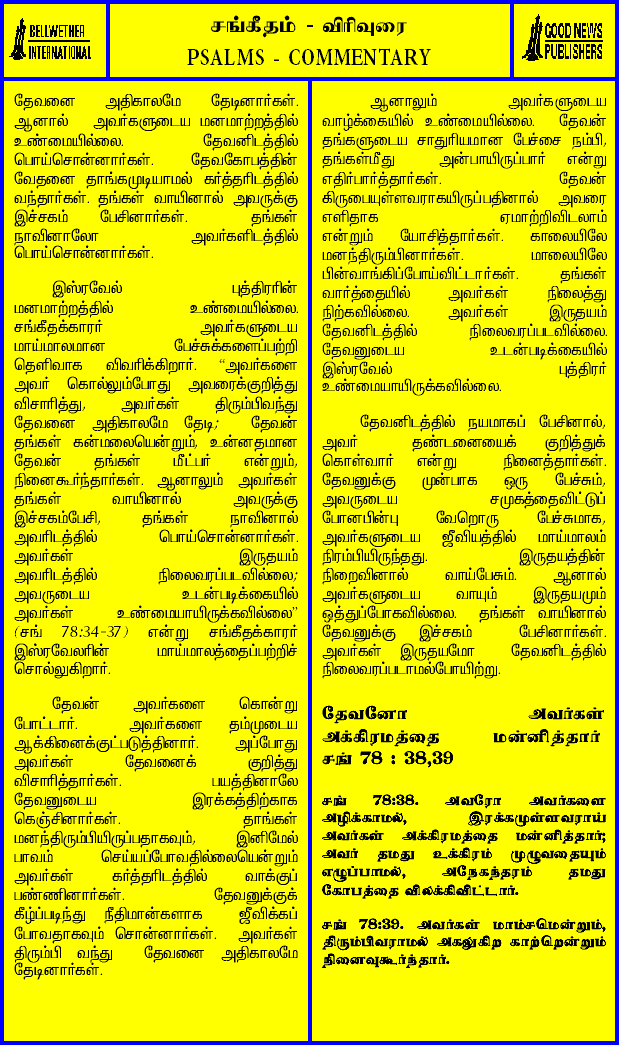 BELLWETHER
INTERNATIONAL
சங்கீதம் - விரிவுரை
PSALMS - COMMENTARY
GOOD NEWS
PUBLISHERS
தேவனை அதிகாலமே தேடினார்கள்.
ஆனால் அவர்களுடைய மனமாற்றத்தில்
உண்மையில்லை. தேவனிடத்தில்
பொய்சொன்னார்கள். தேவகோபத்தின்
வேதனை தாங்கமுடியாமல் கர்த்தரிடத்தில்
வந்தார்கள். தங்கள் வாயினால் அவருக்கு
இச்சகம் பேசினார்கள். தங்கள்
நாவினாலோ அவர்களிடத்தில்
பொய்சொன்னார்கள்.
இஸ்ரவேல் புத்திரரின்
மனமாற்றத்தில் உண்மையில்லை.
சங்கீதக்காரர் அவர்களுடைய
மாய்மாலமான பேச்சுக்களைப்பற்றி
தெளிவாக விவரிக்கிறார். “அவர்களை
அவர் கொல்லும்போது அவரைக்குறித்து
விசாரித்து, அவர்கள் திரும்பிவந்து
தேவனை அதிகாலமே தேடி; தேவன்
தங்கள் கன்மலையென்றும், உன்னதமான
தேவன் தங்கள் மீட்பர் என்றும்,
நினைகூர்ந்தார்கள். ஆனாலும் அவர்கள்
தங்கள் வாயினால் அவருக்கு
இச்சகம்பேசி, தங்கள் நாவினால்
அவரிடத்தில் பொய்சொன்னார்கள்.
அவர்கள் இருதயம்
அவரிடத்தில் நிலைவரப்படவில்லை;
அவருடைய உடன்படிக்கையில்
அவர்கள் உண்மையாயிருக்கவில்லை”
(சங் 78:34-37) என்று சங்கீதக்காரர்
இஸ்ரவேலரின் மாய்மாலத்தைப்பற்றிச்
சொல்லுகிறார்.
தேவன் அவர்களை கொன்று
போட்டார். அவர்களை தம்முடைய
ஆக்கினைக்குட்படுத்தினார். அப்போது
அவர்கள் தேவனைக் குறித்து
விசாரித்தார்கள். பயத்தினாலே
தேவனுடைய இரக்கத்திற்காக
கெஞ்சினார்கள். தாங்கள்
மனந்திரும்பியிருப்பதாகவும், இனிமேல்
பாவம் செய்யப்போவதில்லையென்றும்
அவர்கள் கர்த்தரிடத்தில் வாக்குப்
பண்ணினார்கள். தேவனுக்குக்
கீழ்ப்படிந்து நீதிமான்களாக ஜீவிக்கப்
போவதாகவும் சொன்னார்கள். அவர்கள்
திரும்பி வந்து தேவனை அதிகாலமே
தேடினார்கள்.
ஆனாலும் அவர்களுடைய
வாழ்க்கையில் உண்மையில்லை. தேவன்
தங்களுடைய சாதுரியமான பேச்சை நம்பி,
தங்கள்மீது அன்பாயிருப்பார் என்று
எதிர்பார்த்தார்கள். தேவன்
கிருபையுள்ளவராகயிருப்பதினால் அவரை
எளிதாக ஏமாற்றிவிடலாம்
என்றும் யோசித்தார்கள். காலையிலே
மனந்திரும்பினார்கள். மாலையிலே
பின்வாங்கிப்போய்விட்டார்கள். தங்கள்
வார்த்தையில் அவர்கள் நிலைத்து
நிற்கவில்லை. அவர்கள் இருதயம்
தேவனிடத்தில் நிலைவரப்படவில்லை.
தேவனுடைய உடன்படிக்கையில்
இஸ்ரவேல் புத்திரர்
உண்மையாயிருக்கவில்லை.
தேவனிடத்தில் நயமாகப் பேசினால்,
அவர் தண்டனையைக் குறித்துக்
கொள்வார் என்று நினைத்தார்கள்.
தேவனுக்கு முன்பாக ஒரு பேச்சும்,
அவருடைய சமுகத்தைவிட்டுப்
போனபின்பு வேறொரு பேச்சுமாக,
அவர்களுடைய ஜீவியத்தில் மாய்மாலம்
நிரம்பியிருந்தது. இருதயத்தின்
நிறைவினால் வாய்பேசும். ஆனால்
அவர்களுடைய வாயும் இருதயமும்
ஒத்துப்போகவில்லை. தங்கள் வாயினால்
தேவனுக்கு இச்சகம் பேசினார்கள்.
அவர்கள் இருதயமோ தேவனிடத்தில்
நிலைவரப்படாமல்போயிற்று.
தேவனோ அவர்கள்
அக்கிரமத்தை மன்னித்தார்
சங் 78 : 38,39
சங் 78:38. அவரோ அவர்களை
அழிக்காமல், இரக்கமுள்ளவராய்
அவர்கள் அக்கிரமத்தை மன்னித்தார்;
அவர் தமது உக்கிரம் முழுவதையும்
எழுப்பாமல், அநேகந்தரம் தமது
கோபத்தை விலக்கிவிட்டார்.
சங் 78:39. அவர்கள் மாம்சமென்றும்,
திரும்பிவராமல் அகலுகிற காற்றென்றும்
நினைவுகூர்ந்தார்.